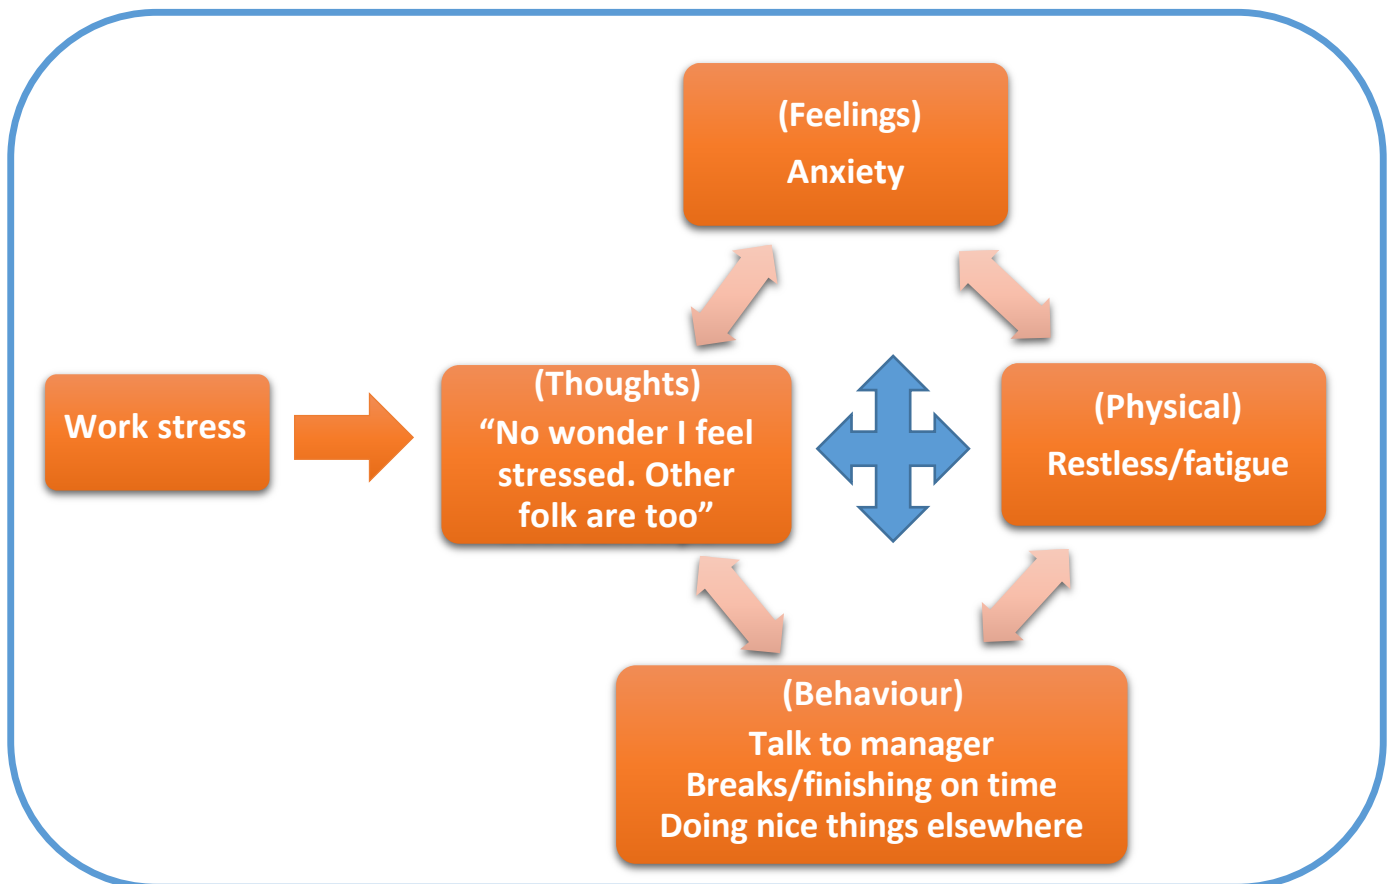 (Feelings)
Anxiety
Work stress
(Thoughts)
“No wonder I feel
stressed. Other
folk are too”
(Physical)
Restless/fatigue
(Behaviour)
Talk to manager
Breaks/finishing on time
Doing nice things elsewhere